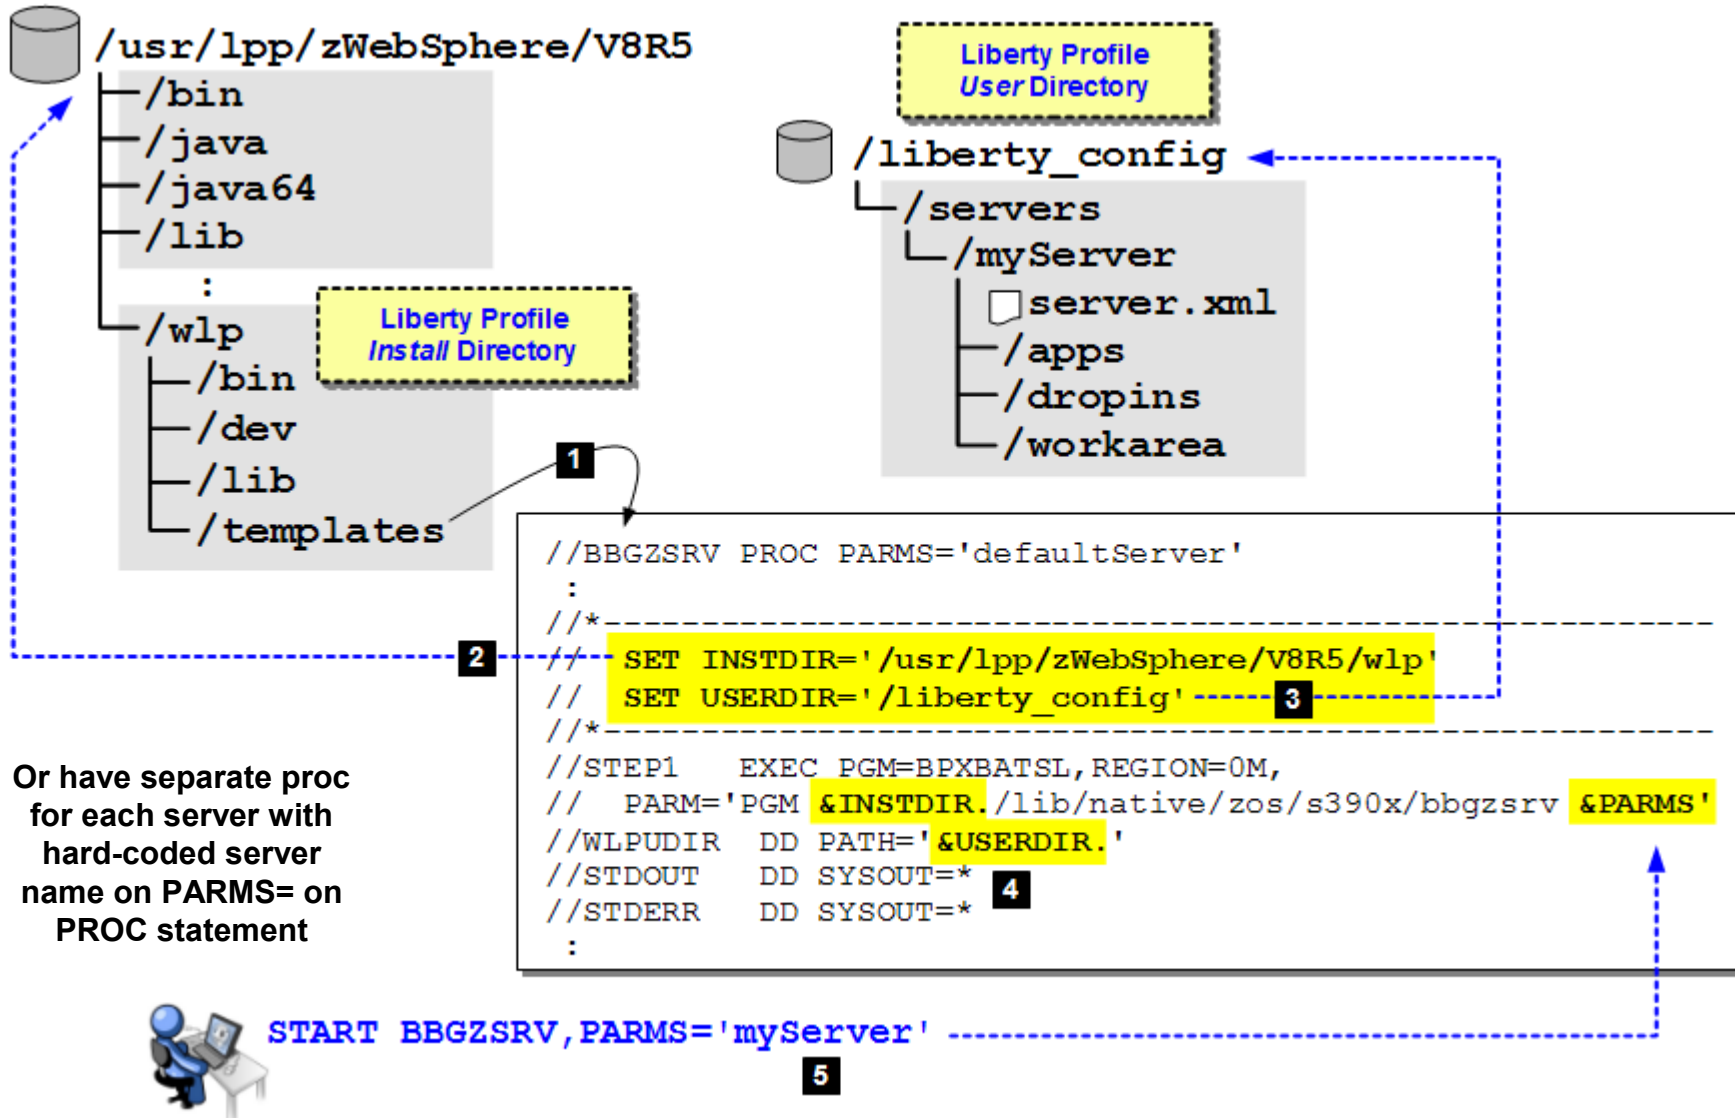 /usr/lpp/zWebSphere/V8R5
/bin
/java
/java64
/lib
:
/wlp
/bin
/dev
/lib
/templates
Liberty Profile
Install Directory
Liberty Profile
User Directory
/liberty_config
/servers
/myServer
server.xml
/apps
/dropins
/workarea
1
//BBGZSRV PROC PARMS='defaultServer'
:
//*---------------------------------------------------------
2
//  SET INSTDIR='/usr/lpp/zWebSphere/V8R5/wlp'
//  SET USERDIR='/liberty_config'
3
//*---------------------------------------------------------
//STEP1   EXEC PGM=BPXBATSL,REGION=0M,
//  PARM='PGM &INSTDIR./lib/native/zos/s390x/bbgzsrv &PARMS'
//WLPUDIR  DD PATH='&USERDIR.'
//STDOUT   DD SYSOUT=*
4
//STDERR   DD SYSOUT=*
:
Or have separate proc
for each server with
hard-coded server
name on PARMS= on
PROC statement
START BBGZSRV,PARMS='myServer'
5